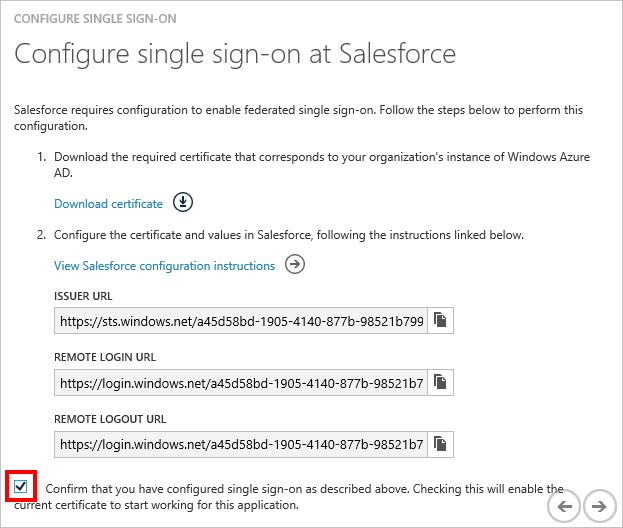 CONFIGURE SINGLE SIGN-ON
Configure single sign-on at Salesforce
Salesforce requires configuration to enable federated single sign-on. Follow the steps below to perform this
configuration.
1. Download the required certificate that corresponds to your organization's instance of Windows Azure
AD.
Download certificate
2. Configure the certificate and values in Salesforce, following the instructions linked below.
View Salesforce configuration instructions
ISSUER URL
https://sts.windows.net/a45d58bd-1905-4140-877b-98521b799
REMOTE LOGIN URL
https://login.windows.net/a45d58bd-1905-4140-877b-98521b7
REMOTE LOGOUT URL
https://login.windows.net/a45d58bd-1905-4140-877b-98521b7
Confirm that you have configured single sign-on as described above. Checking this will enable the
current certificate to start working for this application.